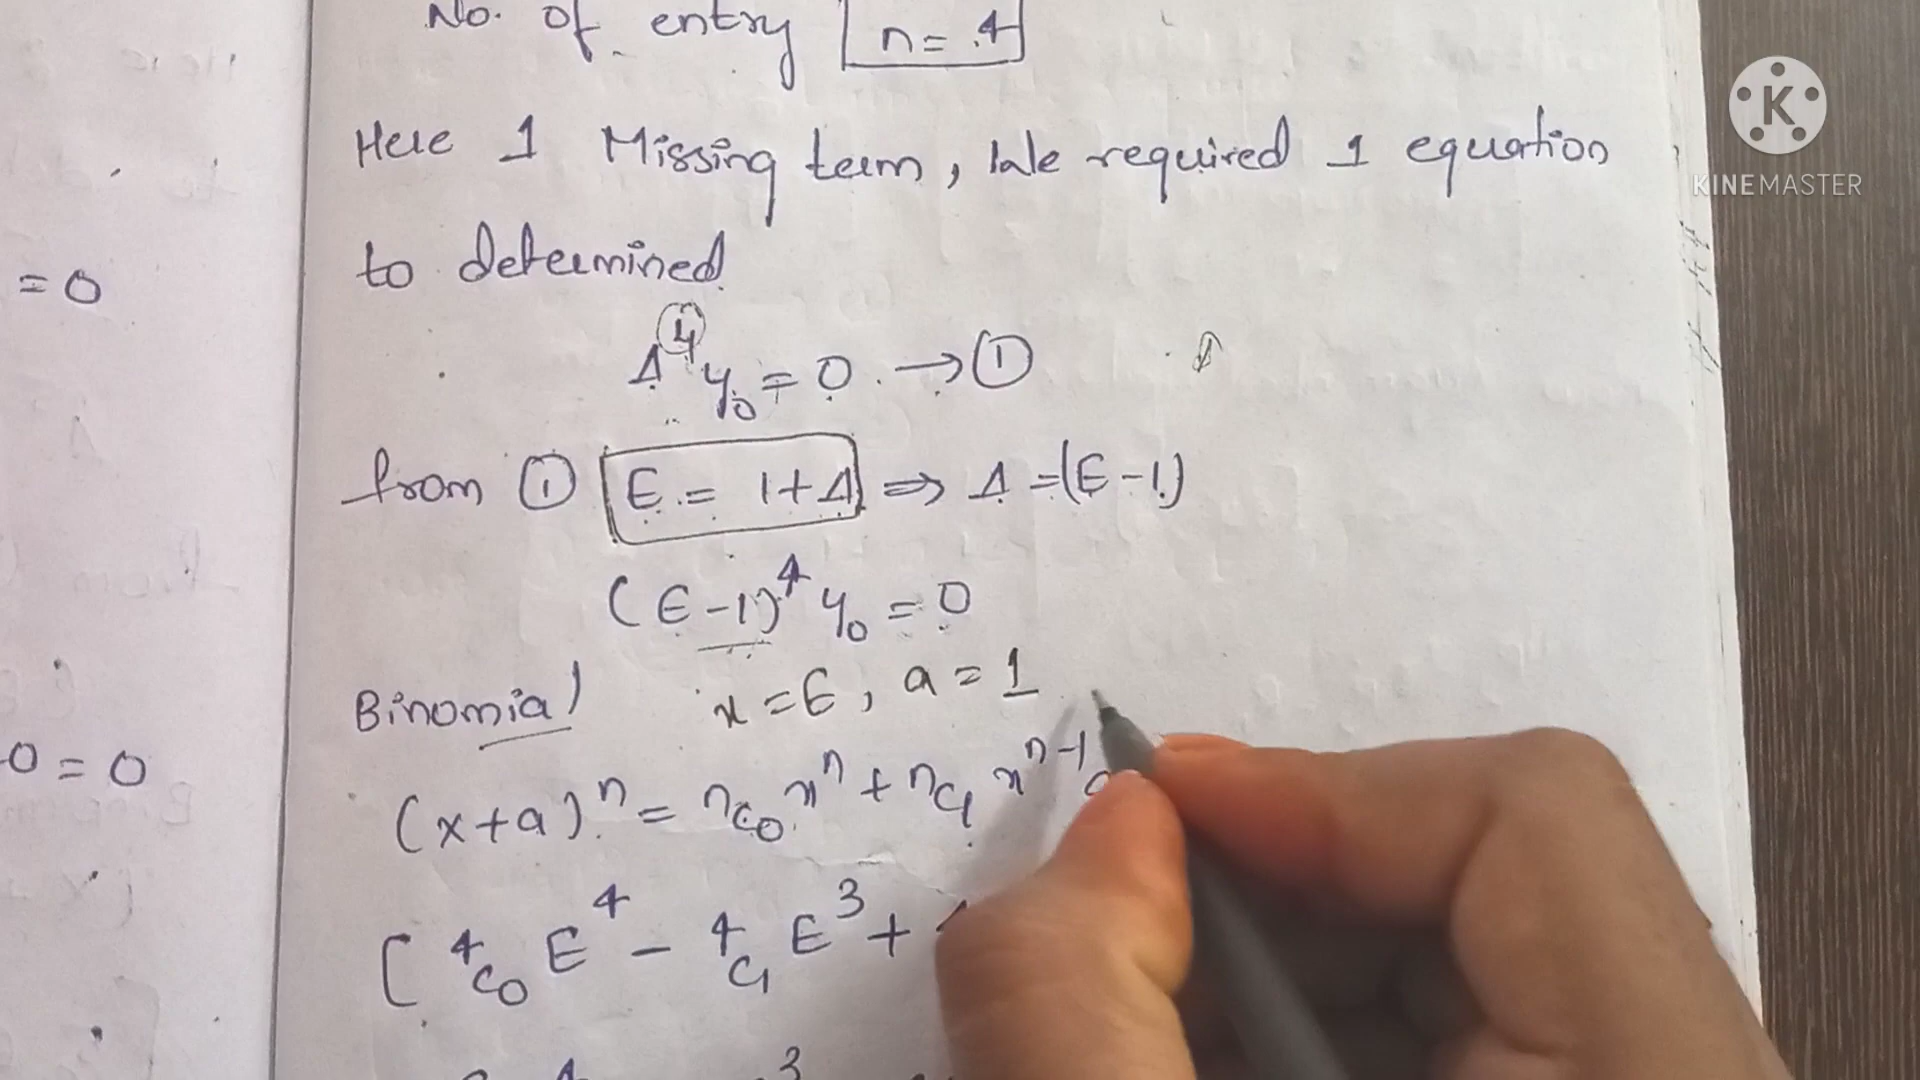 No. of entry n = 4
Here 1 Missing term, We required 1 equation
to determined
= 0
Δ⁴ y₀ = 0 → ①
from ① E = 1 + Δ ⇒ Δ = (E - 1)
(E - 1)⁴ y₀ = 0
Binomial x = E, a = 1
0 = 0
(x + a)ⁿ = nc₀ xⁿ + nc₁ xⁿ⁻¹
[ 4c₀ E⁴ - 4c₁ E³ +
KINEMASTER